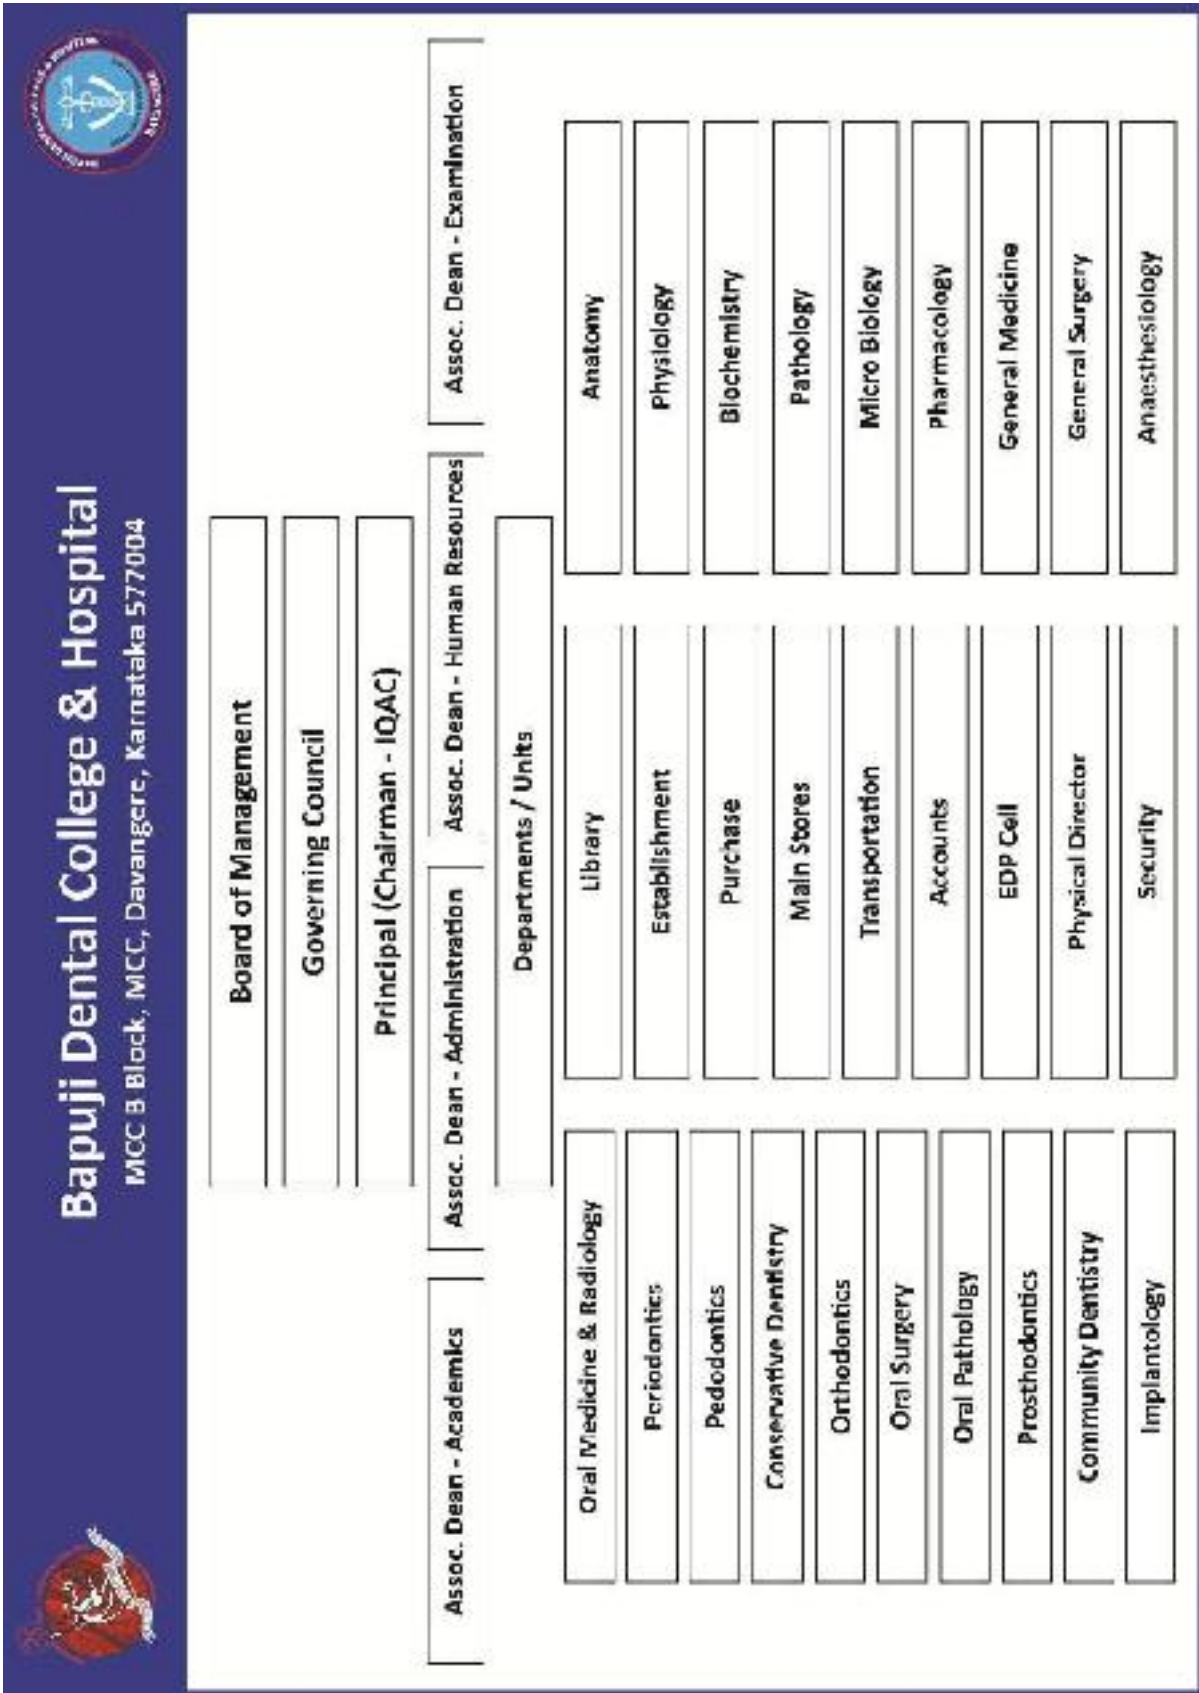 Bapuji Dental College & Hospital
MCC B Block, MCC, Davangere, Karnataka 577004
Board of Management
Governing Council
Principal (Chairman - IQAC)
Assoc. Dean - Academics
Assoc. Dean - Administration
Assoc. Dean - Human Resources
Assoc. Dean - Examination
Departments / Units
Oral Medicine & Radiology
Periodontics
Pedodontics
Conservative Dentistry
Orthodontics
Oral Surgery
Oral Pathology
Prosthodontics
Community Dentistry
Implantology
Library
Establishment
Purchase
Main Stores
Transportation
Accounts
EDP Cell
Physical Director
Security
Anatomy
Physiology
Biochemistry
Pathology
Micro Biology
Pharmacology
General Medicine
General Surgery
Anaesthesiology